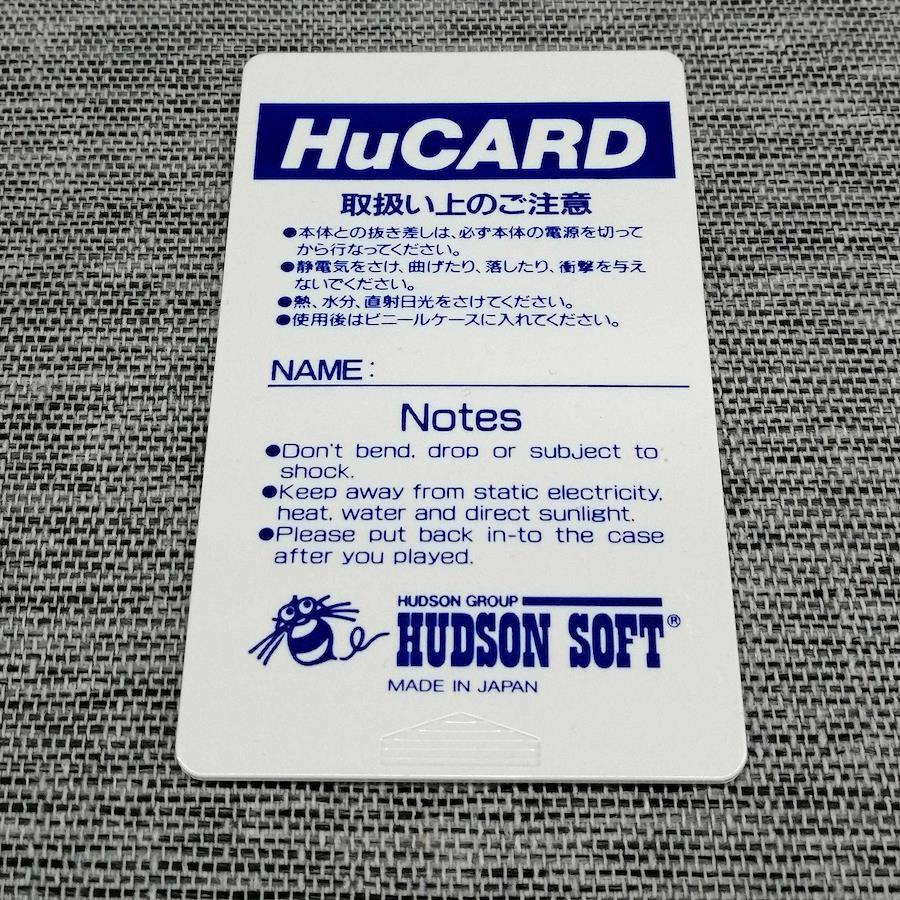 HuCARD
取扱い上のご注意
●本体との抜き差しは、必ず本体の電源を切って
から行なってください。
●静電気をさけ、曲げたり、落したり、衝撃を与え
ないでください。
●熱、水分、直射日光をさけてください。
●使用後はビニールケースに入れてください。
NAME:
Notes
●Don't bend, drop or subject to
shock.
●Keep away from static electricity,
heat, water and direct sunlight.
●Please put back in-to the case
after you played.
HUDSON GROUP
HUDSON SOFT®
MADE IN JAPAN